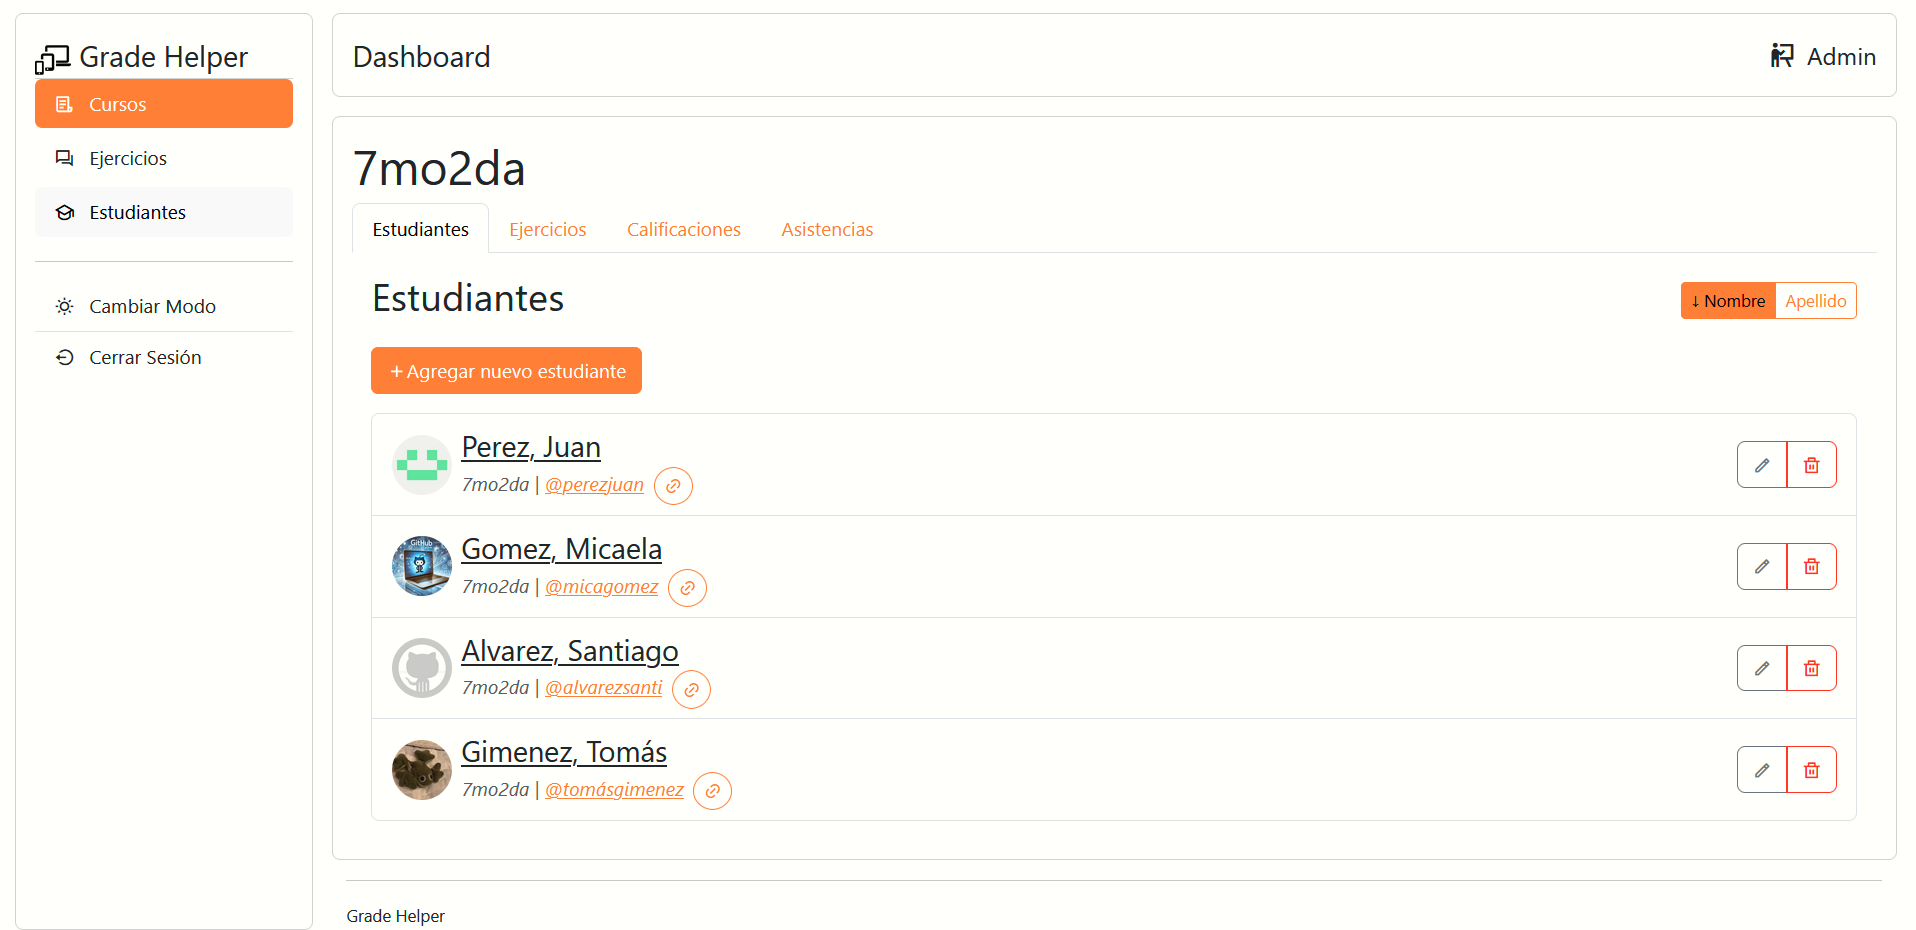 Grade Helper
Cursos
Ejercicios
Estudiantes
Cambiar Modo
Cerrar Sesión
Dashboard
Admin
7mo2da
Estudiantes Ejercicios Calificaciones Asistencias
Estudiantes
↓ Nombre Apellido
+ Agregar nuevo estudiante
Perez, Juan
7mo2da | @perezjuan
GitHub
Gomez, Micaela
7mo2da | @micagomez
Alvarez, Santiago
7mo2da | @alvarezsanti
Gimenez, Tomás
7mo2da | @tomásgimenez
Grade Helper